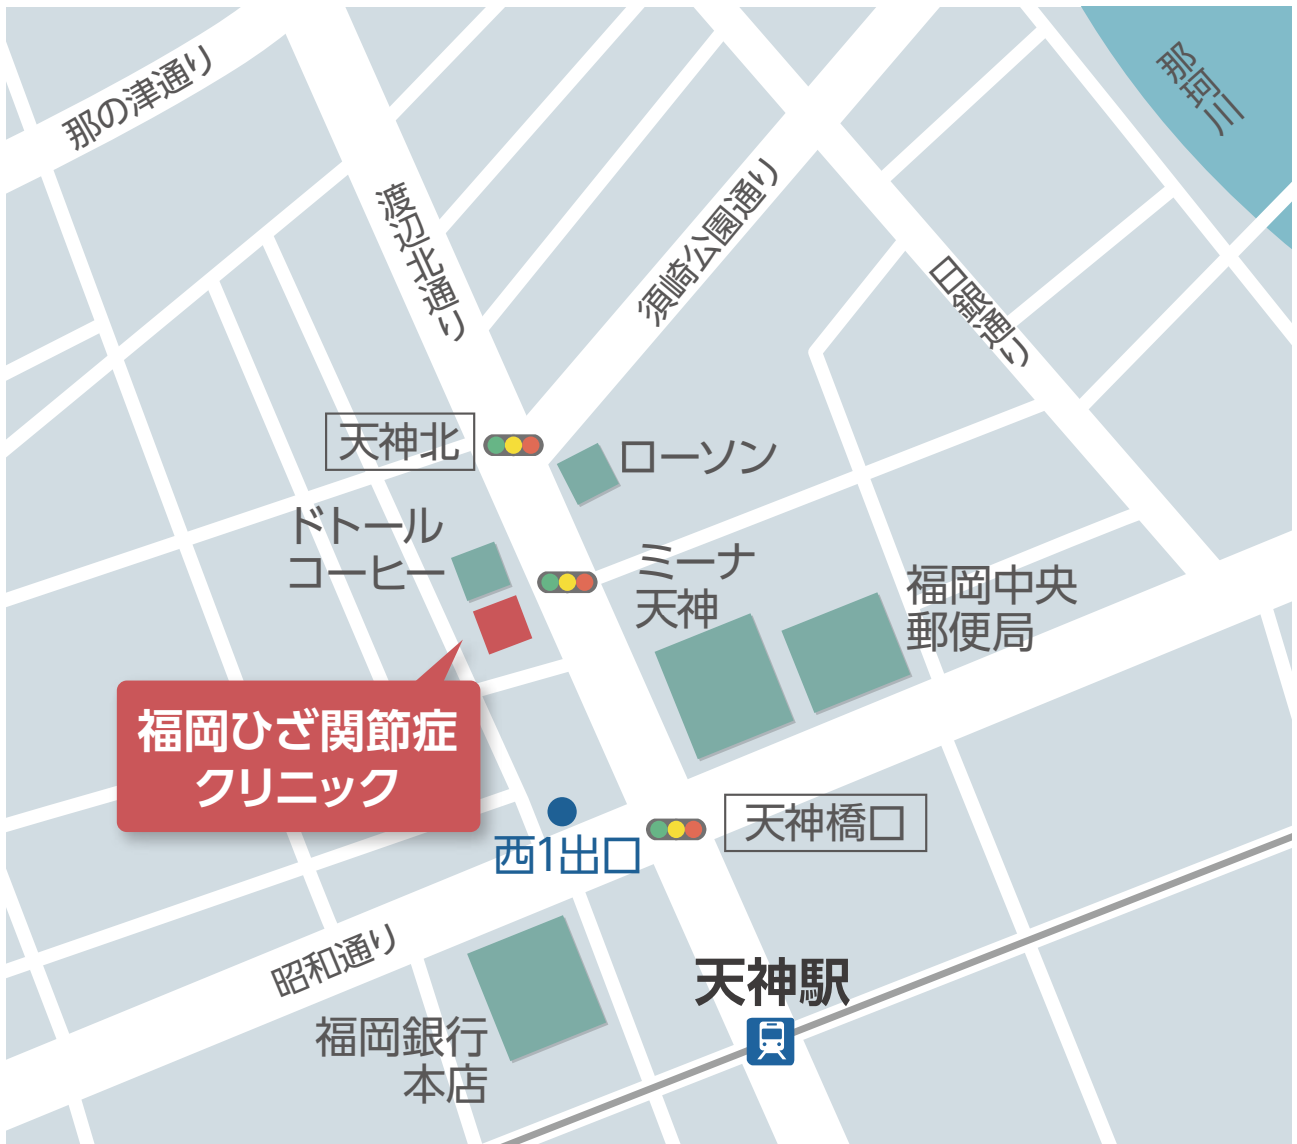 那の津通り
那珂川
渡辺北通り
須崎公園通り
日銀通り
天神北
ローソン
ドトール
コーヒー
ミーナ
天神
福岡中央
郵便局
福岡ひざ関節症
クリニック
天神橋口
西1出口
昭和通り
天神駅
福岡銀行
本店